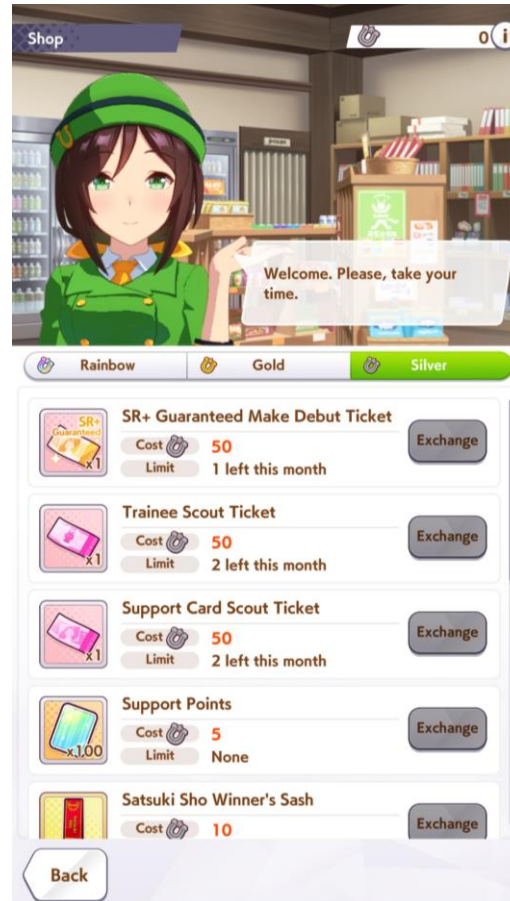 Shop
0
i
Welcome. Please, take your
time.
Rainbow
Gold
Silver
SR+ Guaranteed Make Debut Ticket
SR+
Guaranteed
x1
Cost 50
Limit 1 left this month
Exchange
Trainee Scout Ticket
x1
Cost 50
Limit 2 left this month
Exchange
Support Card Scout Ticket
x1
Cost 50
Limit 2 left this month
Exchange
Support Points
x100
Cost 5
Limit None
Exchange
Satsuki Sho Winner's Sash
Cost 10
Exchange
Back